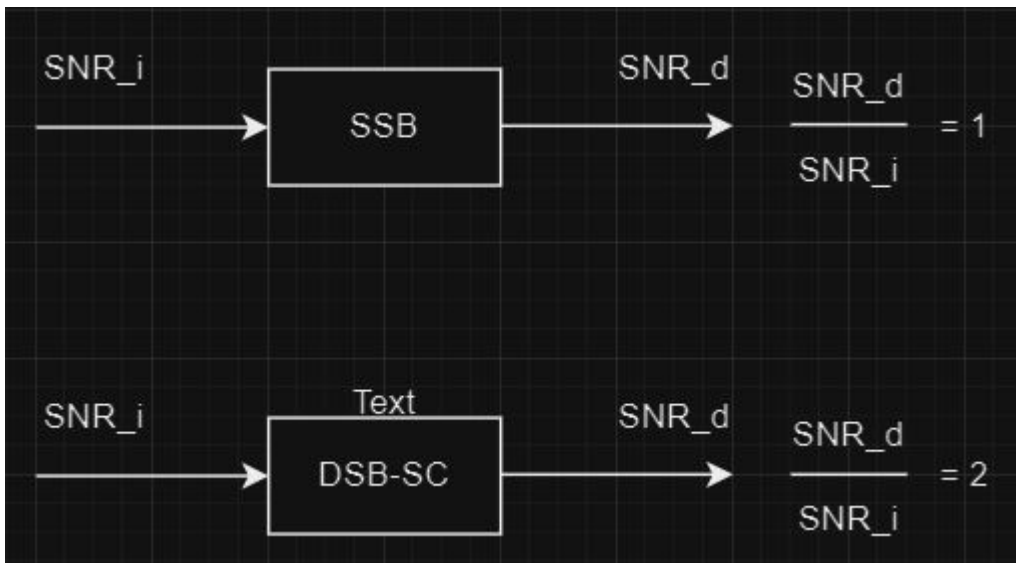 SNR_i
SSB
SNR_d
SNR_d
= 1
SNR_i
SNR_i
Text
DSB-SC
SNR_d
SNR_d
= 2
SNR_i